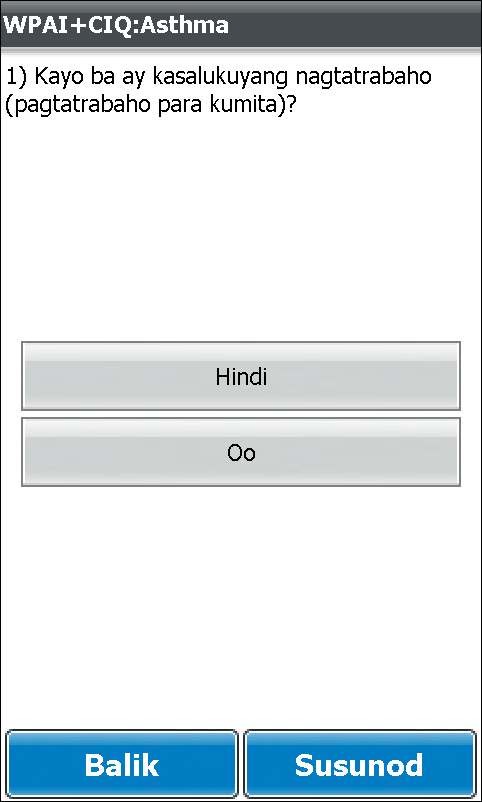 WPAI+CIQ:Asthma
1) Kayo ba ay kasalukuyang nagtatrabaho
(pagtatrabaho para kumita)?
Hindi
Oo
Balik
Susunod